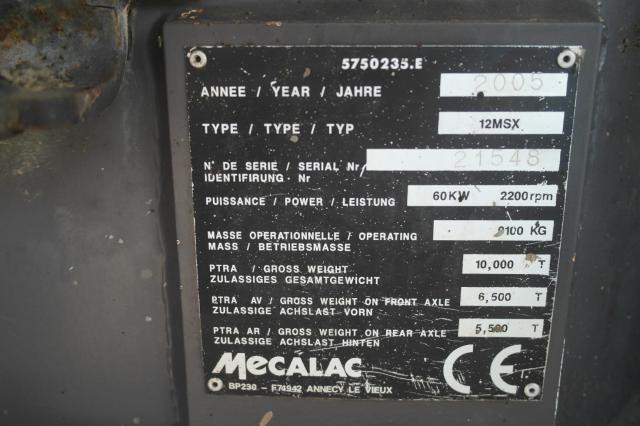 5750235.E
ANNEE / YEAR / JAHRE 2005
TYPE / TYPE / TYP 12MSX
N° DE SERIE / SERIAL Nr/ 21548
IDENTIFIRUNG Nr
PUISSANCE / POWER / LEISTUNG 60KW 2200rpm
MASSE OPERATIONNELLE / OPERATING KG
MASS / BETRIEBSMASSE
PTRA / GROSS WEIGHT 10,000 T
ZULASSIGES GESAMTGEWICHT
PTRA AV / GROSS WEIGHT ON FRONT AXLE 6,500 T
ZULASSIGE ACHSLAST VORN
PTRA AR / GROSS WEIGHT ON REAR AXLE 5,500 T
ZULASSIGE ACHSLAST HINTEN
MECALAC CE
BP230 - F74942 ANNECY LE VIEUX